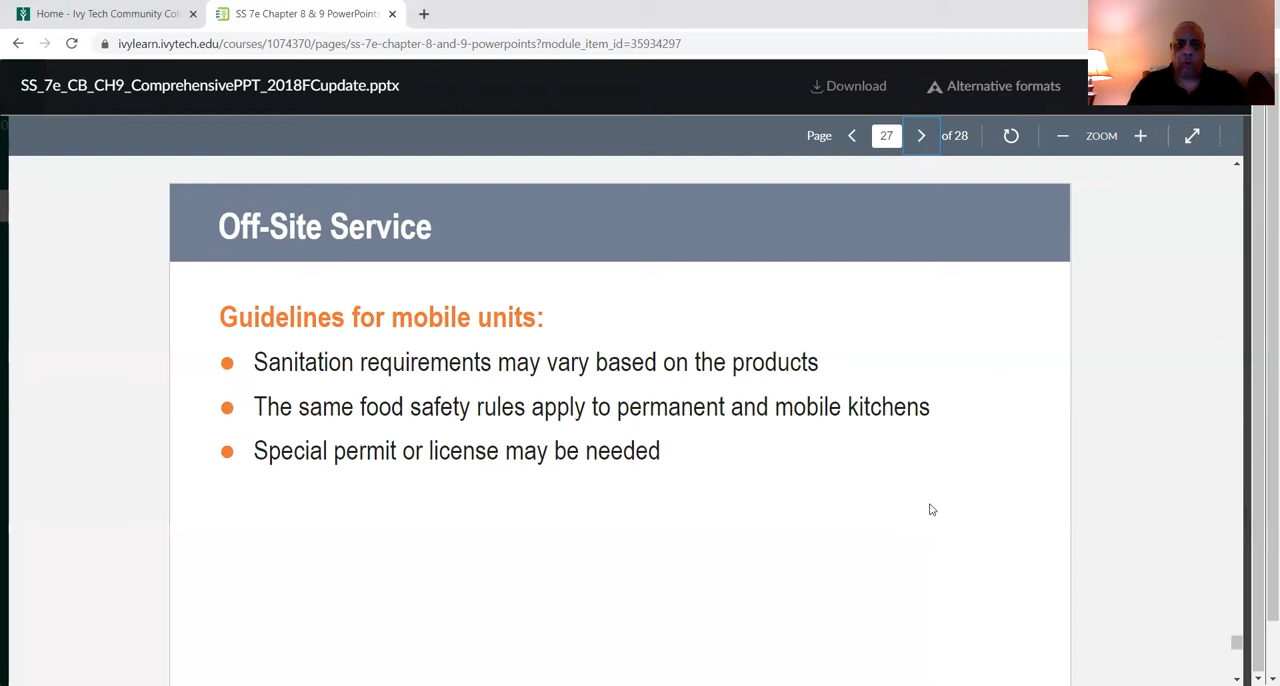 Home - Ivy Tech Community Col
SS 7e Chapter 8 & 9 PowerPoints
ivylearn.ivytech.edu/courses/1074370/pages/ss-7e-chapter-8-and-9-powerpoints?module_item_id=35934297
SS_7e_CB_CH9_ComprehensivePPT_2018FCupdate.pptx
Download
Alternative formats
Page 27 of 28
ZOOM
Off-Site Service
Guidelines for mobile units:
Sanitation requirements may vary based on the products
The same food safety rules apply to permanent and mobile kitchens
Special permit or license may be needed